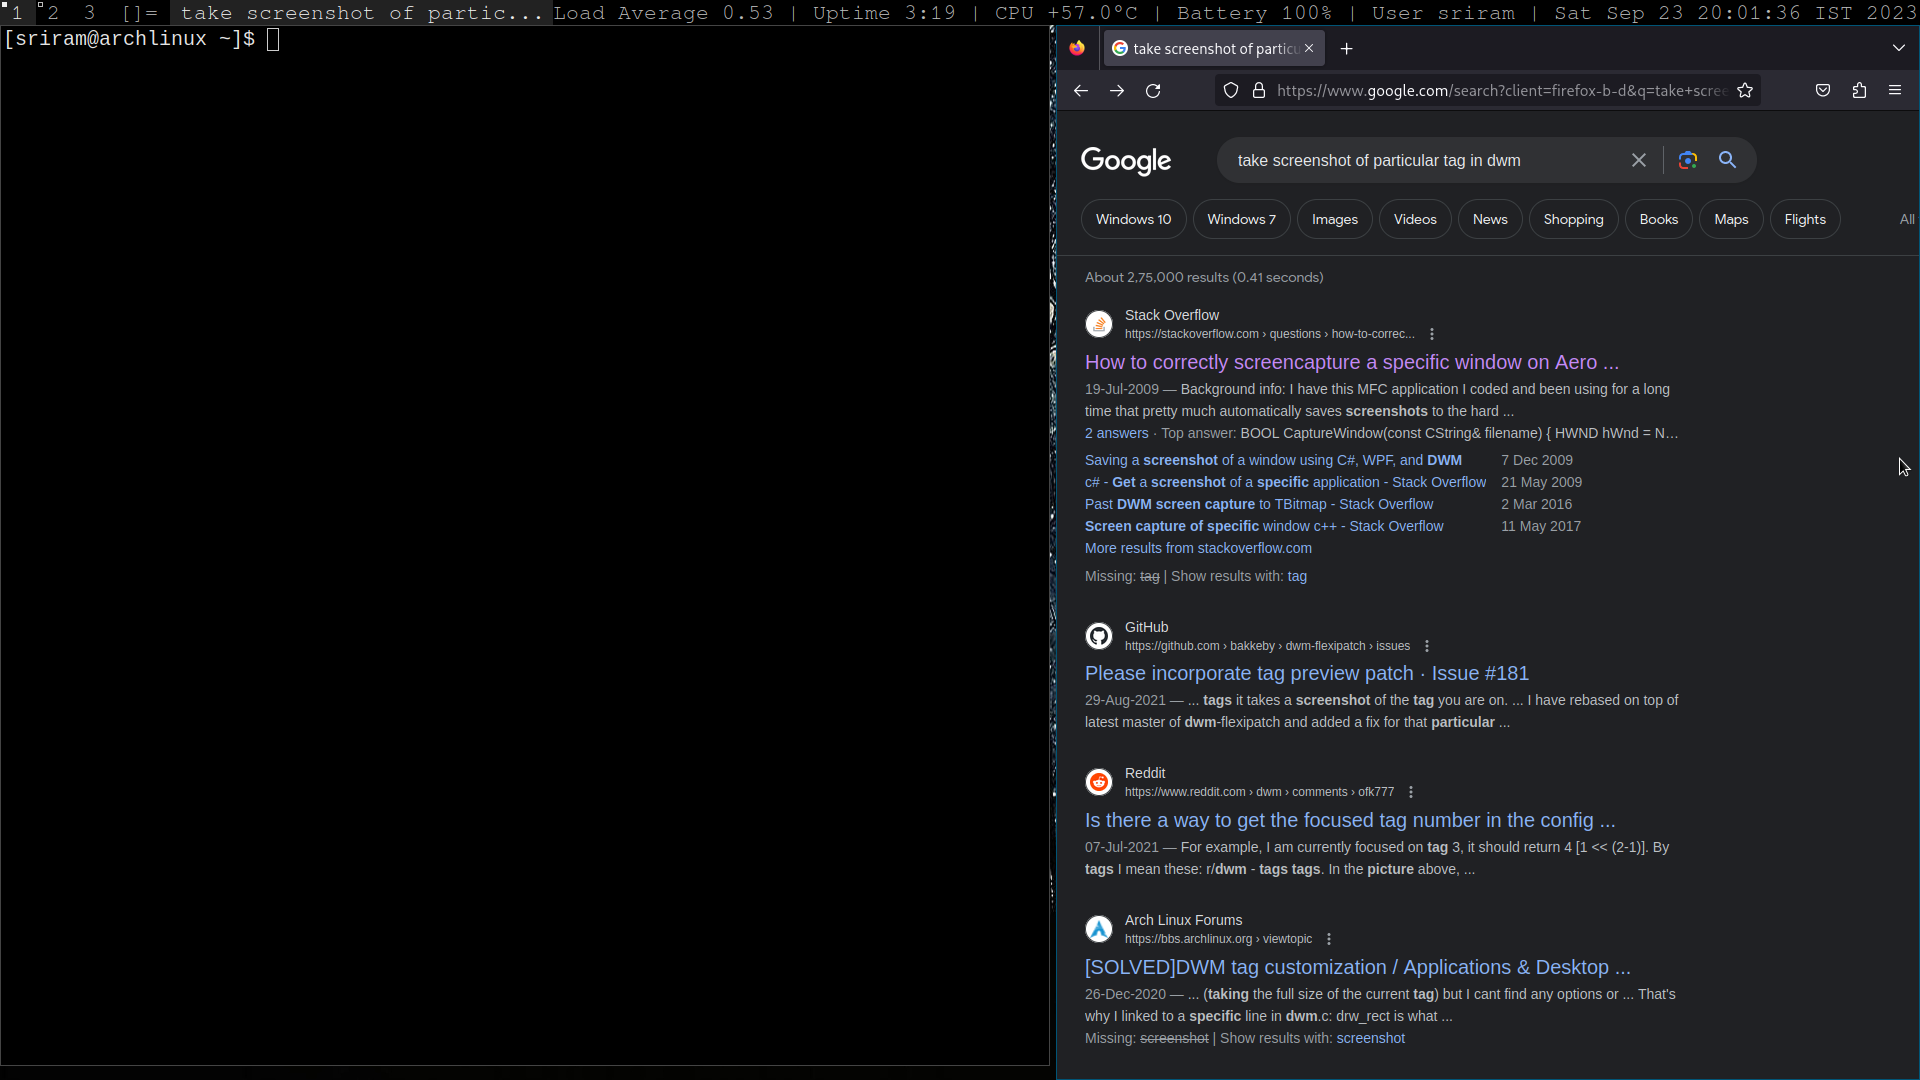 1 2 3 []= take screenshot of partic... Load Average 0.53 | Uptime 3:19 | CPU +57.0°C | Battery 100% | User sriram | Sat Sep 23 20:01:36 IST 2023
[sriram@archlinux ~]$
take screenshot of particu
https://www.google.com/search?client=firefox-b-d&q=take+scree
Google
take screenshot of particular tag in dwm
Windows 10 Windows 7 Images Videos News Shopping Books Maps Flights All
About 2,75,000 results (0.41 seconds)
Stack Overflow
https://stackoverflow.com › questions › how-to-correc...
How to correctly screencapture a specific window on Aero ...
19-Jul-2009 — Background info: I have this MFC application I coded and been using for a long
time that pretty much automatically saves screenshots to the hard ...
2 answers · Top answer: BOOL CaptureWindow(const CString& filename) { HWND hWnd = N…
Saving a screenshot of a window using C#, WPF, and DWM 7 Dec 2009
c# - Get a screenshot of a specific application - Stack Overflow 21 May 2009
Past DWM screen capture to TBitmap - Stack Overflow 2 Mar 2016
Screen capture of specific window c++ - Stack Overflow 11 May 2017
More results from stackoverflow.com
Missing: tag | Show results with: tag
GitHub
https://github.com › bakkeby › dwm-flexipatch › issues
Please incorporate tag preview patch · Issue #181
29-Aug-2021 — ... tags it takes a screenshot of the tag you are on. ... I have rebased on top of
latest master of dwm-flexipatch and added a fix for that particular ...
Reddit
https://www.reddit.com › dwm › comments › ofk777
Is there a way to get the focused tag number in the config ...
07-Jul-2021 — For example, I am currently focused on tag 3, it should return 4 [1 << (2-1)]. By
tags I mean these: r/dwm - tags tags. In the picture above, ...
Arch Linux Forums
https://bbs.archlinux.org › viewtopic
[SOLVED]DWM tag customization / Applications & Desktop ...
26-Dec-2020 — ... (taking the full size of the current tag) but I cant find any options or ... That's
why I linked to a specific line in dwm.c: drw_rect is what ...
Missing: screenshot | Show results with: screenshot